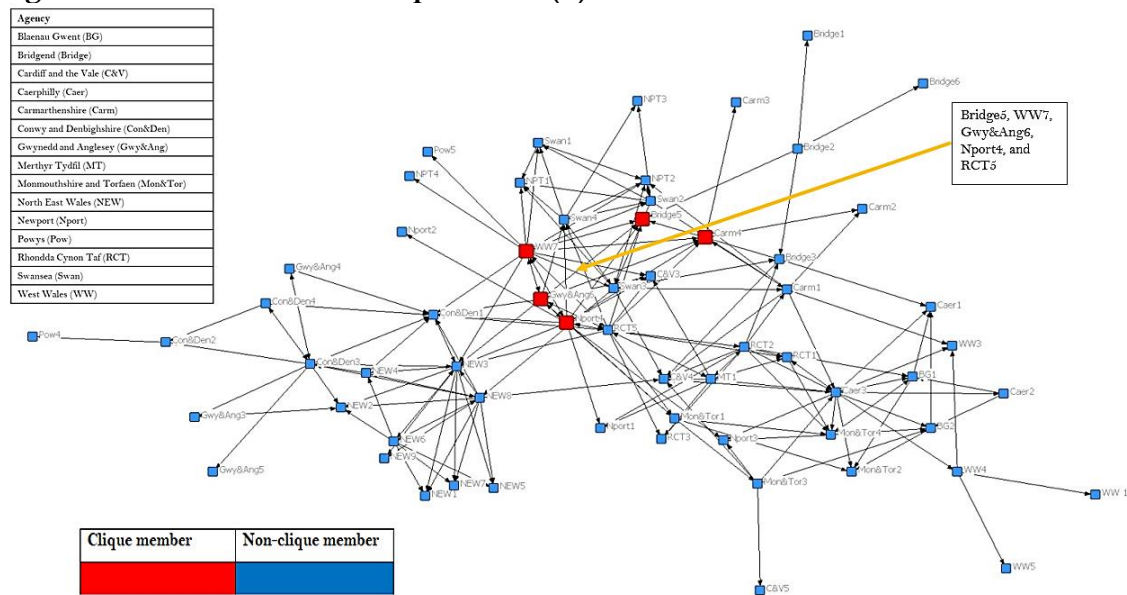 Agency
Blaenau Gwent (BG)
Bridgend (Bridge)
Cardiff and the Vale (C&V)
Caerphilly (Caer)
Carmarthenshire (Carm)
Conwy and Denbighshire (Con&Den)
Gwynedd and Anglesey (Gwy&Ang)
Merthyr Tydfil (MT)
Monmouthshire and Torfaen (Mon&Tor)
North East Wales (NEW)
Newport (Nport)
Powys (Pow)
Rhondda Cynon Taf (RCT)
Swansea (Swan)
West Wales (WW)
Bridge1
Bridge6
NPT3
Carm3
Bridge5, WW7,
Gwy&Ang6,
Nport4, and
RCT5
Swan1
Pow5
Bridge2
NPT4
NPT1
NPT2
Swan2
Carm2
Swan4
Bridge5
Nport2
Carm4
WW7
Bridge3
Gwy&Ang4
C&V3
Swan3
Carm1
Gwy&Ang6
Con&Den4
Caer1
Con&Den1
Nport4
RCT5
Pow4
Con&Den2
RCT2
WW3
RCT1
Con&Den3
NEW3
NEW4
C&V4
MT1
BG1
Caer3
Caer2
NEW8
NEW2
Gwy&Ang3
Mon&Tor1
Nport1
BG2
RCT3
Nport3
Mon&Tor4
NEW6
NEW9
Gwy&Ang5
Mon&Tor2
WW4
NEW7
NEW5
Mon&Tor3
NEW1
WW 1
WW5
C&V5
Clique member
Non-clique member